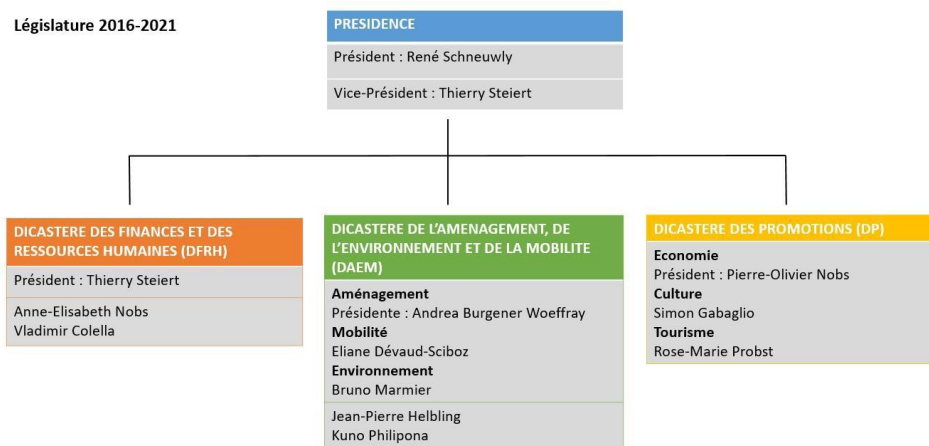 Législature 2016-2021
PRESIDENCE
Président : René Schneuwly
Vice-Président : Thierry Steiert
DICASTERE DES FINANCES ET DES
RESSOURCES HUMAINES (DFRH)
Président : Thierry Steiert
Anne-Elisabeth Nobs
Vladimir Colella
DICASTERE DE L'AMENAGEMENT, DE
L'ENVIRONNEMENT ET DE LA MOBILITE
(DAEM)
Aménagement
Présidente : Andrea Burgener Woeffray
Mobilité
Eliane Dévaud-Sciboz
Environnement
Bruno Marmier
Jean-Pierre Helbling
Kuno Philipona
DICASTERE DES PROMOTIONS (DP)
Economie
Président : Pierre-Olivier Nobs
Culture
Simon Gabaglio
Tourisme
Rose-Marie Probst